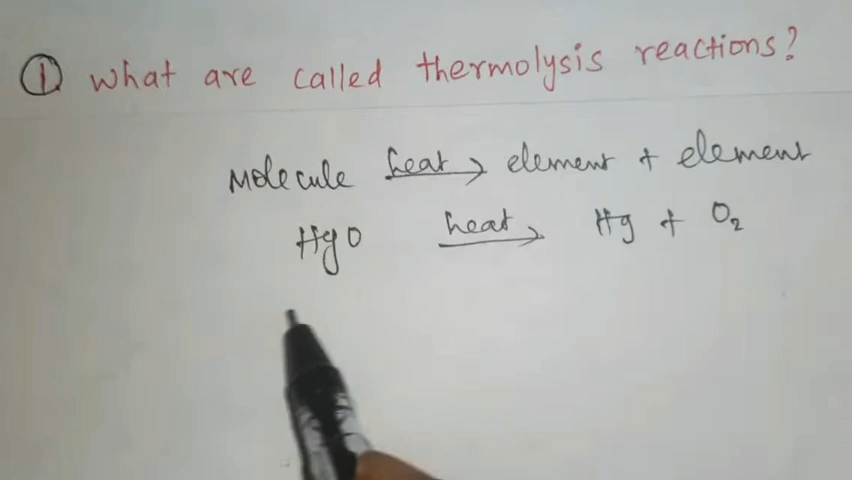 ① What are called thermolysis reactions?
Molecule heat → element + element
HgO heat → Hg + O₂